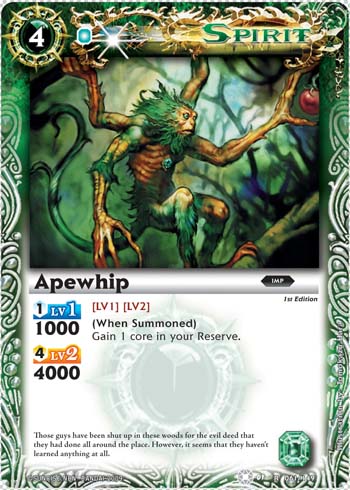 4
SPIRIT
Apewhip
IMP
1st Edition
1 LV1
1000
[LV1] [LV2]
(When Summoned)
Gain 1 core in your Reserve.
4 LV2
4000
Those guys have been shut up in these woods for the evil deed that
they had done all around the place. However, it seems that they haven't
learned anything at all.